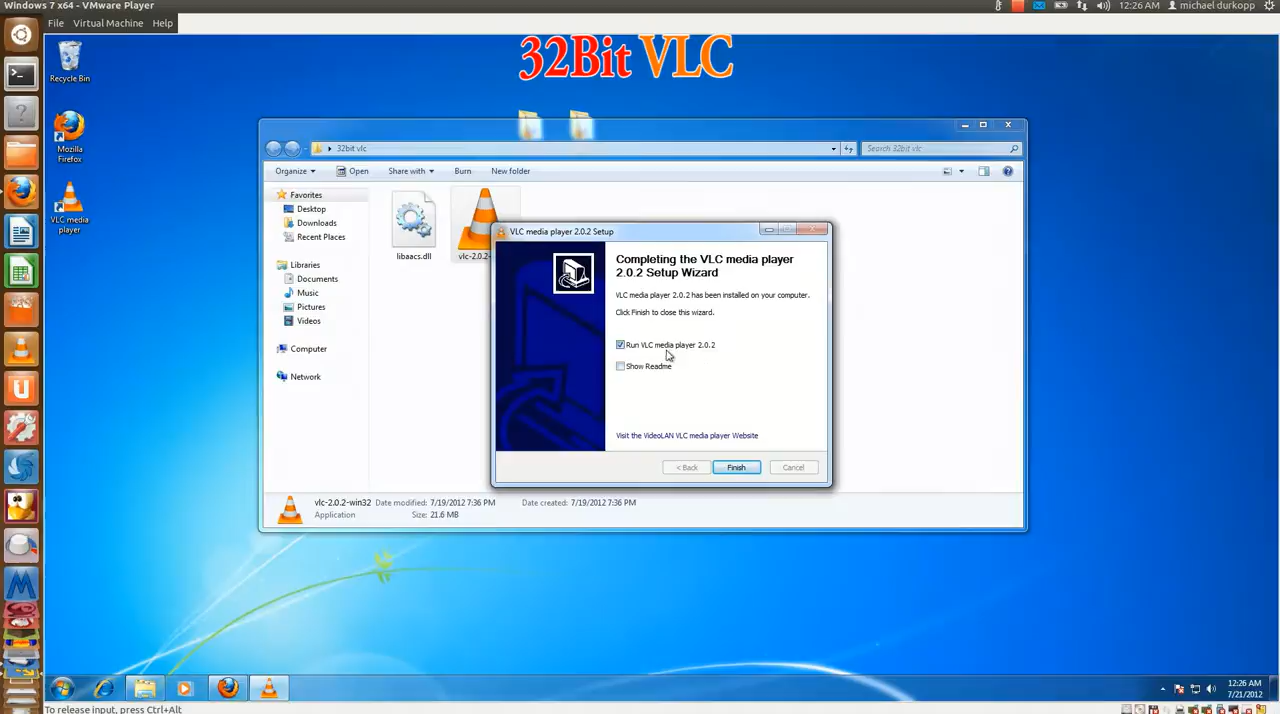 Windows 7 x64 - VMware Player
12:26 AM
michael durkopp
File Virtual Machine Help
32Bit VLC
Recycle Bin
Mozilla
Firefox
VLC media
player
32bit vlc
Search 32bit vlc
Organize Open Share with Burn New folder
Favorites
Desktop
Downloads
Recent Places
Libraries
Documents
Music
Pictures
Videos
Computer
Network
libaacs.dll
vlc-2.0.2-
VLC media player 2.0.2 Setup
Completing the VLC media player
2.0.2 Setup Wizard
VLC media player 2.0.2 has been installed on your computer.
Click Finish to close this wizard.
Run VLC media player 2.0.2
Show Readme
Visit the VideoLAN VLC media player Website
< Back Finish Cancel
vlc-2.0.2-win32 Date modified: 7/19/2012 7:36 PM Date created: 7/19/2012 7:36 PM
Application Size: 21.6 MB
12:26 AM
7/21/2012
To release input, press Ctrl+Alt